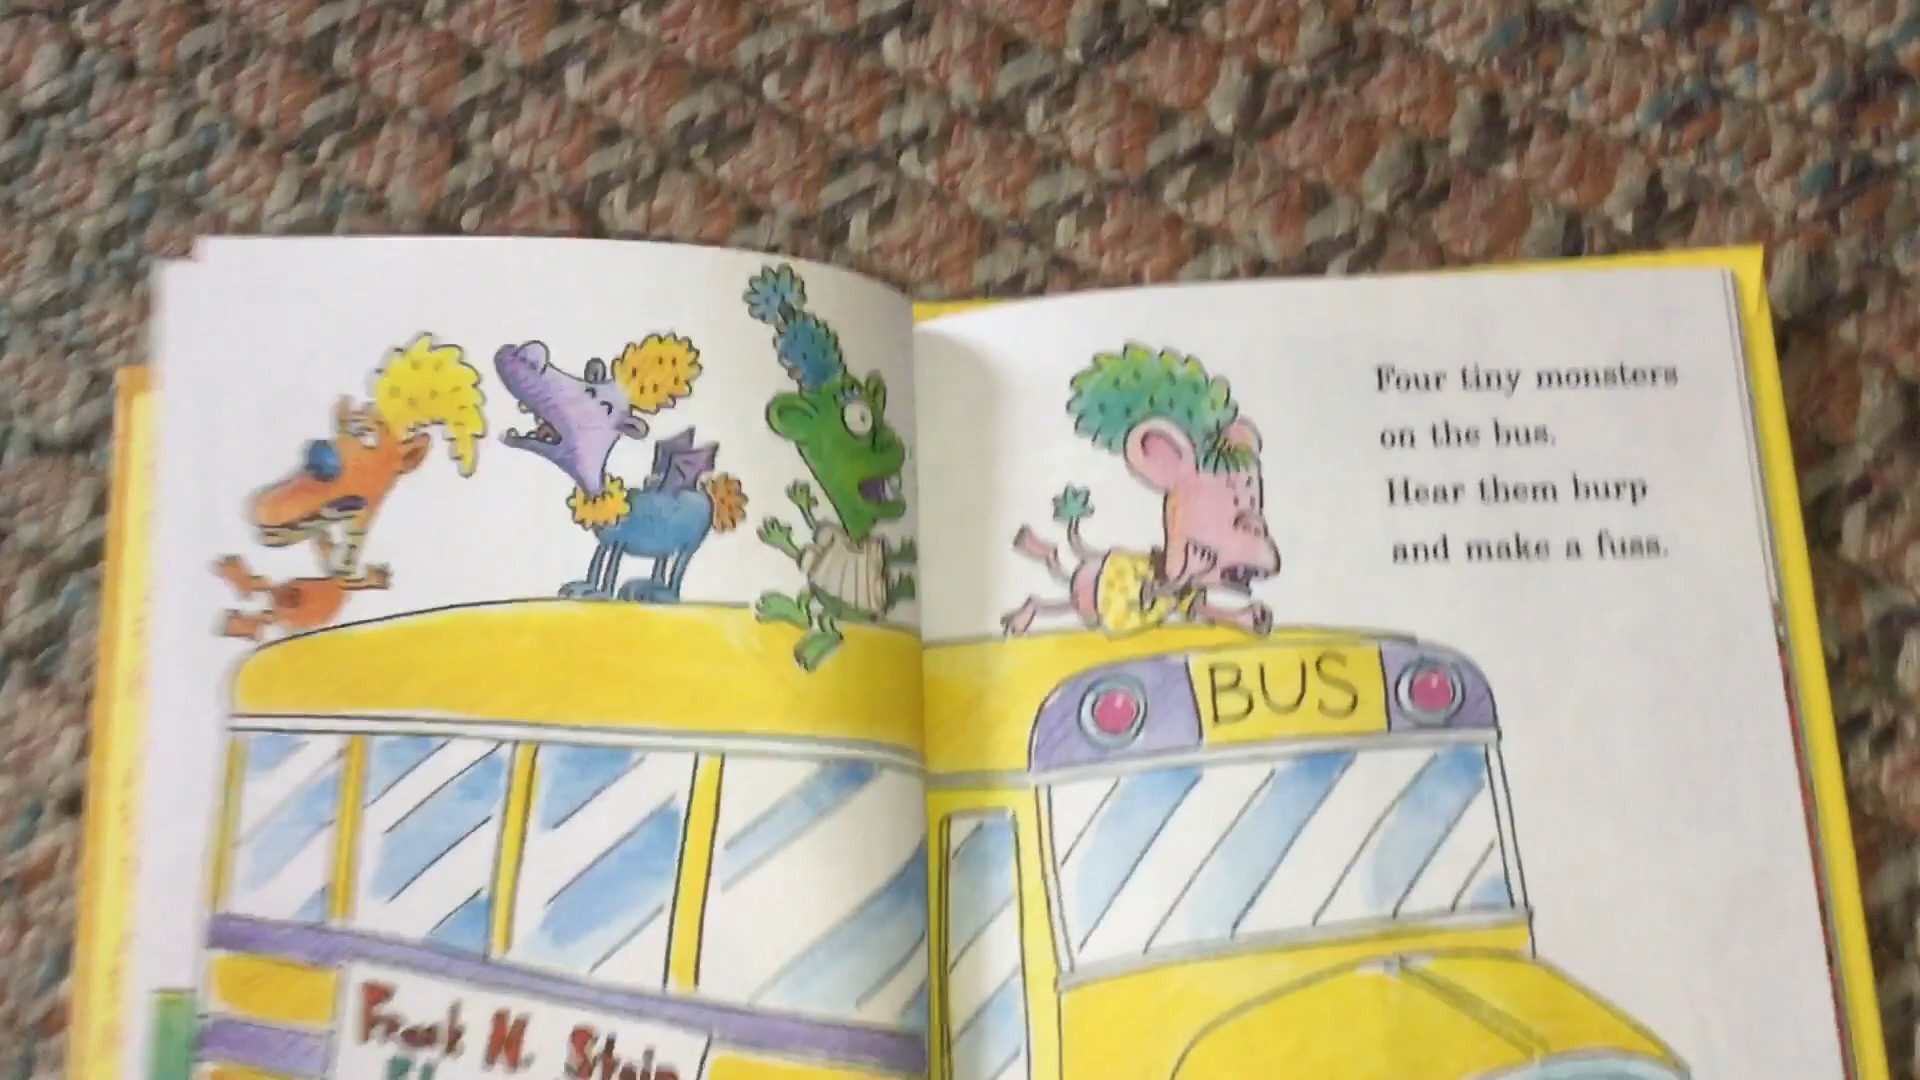 Four tiny monsters
on the bus.
Hear them burp
and make a fuss.
BUS
Frank N. Stein